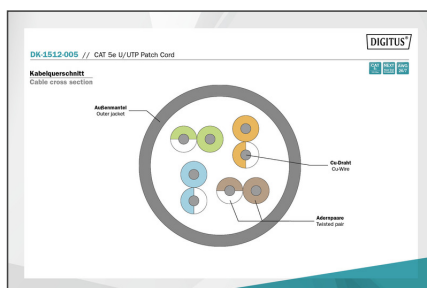 DIGITUS®
DK-1512-005 // CAT 5e U/UTP Patch Cord
Kabelquerschnitt
Cable cross section
Außenmantel
Outer jacket
Cu-Draht
Cu-Wire
Adernpaare
Twisted pair